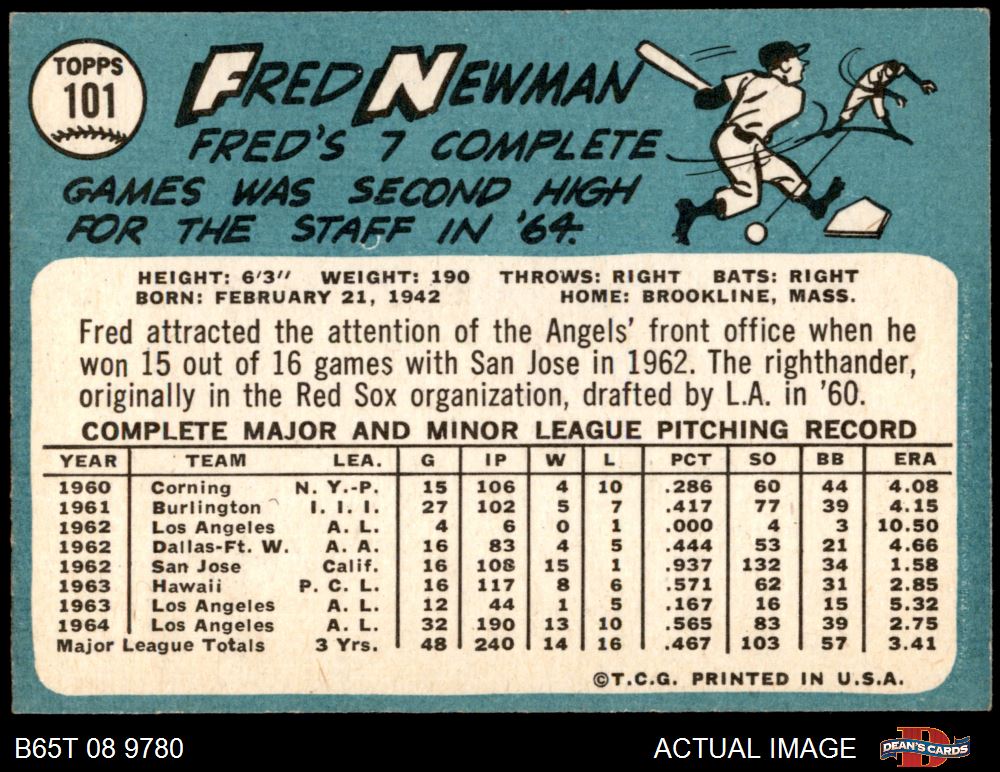 TOPPS
101
FRED NEWMAN
FRED'S 7 COMPLETE
GAMES WAS SECOND HIGH
FOR THE STAFF IN '64.
HEIGHT: 6'3" WEIGHT: 190 THROWS: RIGHT BATS: RIGHT
BORN: FEBRUARY 21, 1942 HOME: BROOKLINE, MASS.
Fred attracted the attention of the Angels' front office when he
won 15 out of 16 games with San Jose in 1962. The righthander,
originally in the Red Sox organization, drafted by L.A. in '60.
COMPLETE MAJOR AND MINOR LEAGUE PITCHING RECORD
YEAR TEAM LEA. G IP W L PCT SO BB ERA
1960 Corning N. Y.-P. 15 106 4 10 .286 60 44 4.08
1961 Burlington I. I. I. 27 102 5 7 .417 77 39 4.15
1962 Los Angeles A. L. 4 6 0 1 .000 4 3 10.50
1962 Dallas-Ft. W. A. A. 16 83 4 5 .444 53 21 4.66
1962 San Jose Calif. 16 108 15 1 .937 132 34 1.58
1963 Hawaii P. C. L. 16 117 8 6 .571 62 31 2.85
1963 Los Angeles A. L. 12 44 1 5 .167 16 15 5.32
1964 Los Angeles A. L. 32 190 13 10 .565 83 39 2.75
Major League Totals 3 Yrs. 48 240 14 16 .467 103 57 3.41
©T.C.G. PRINTED IN U.S.A.
B65T 08 9780 ACTUAL IMAGE D DEAN'S CARDS